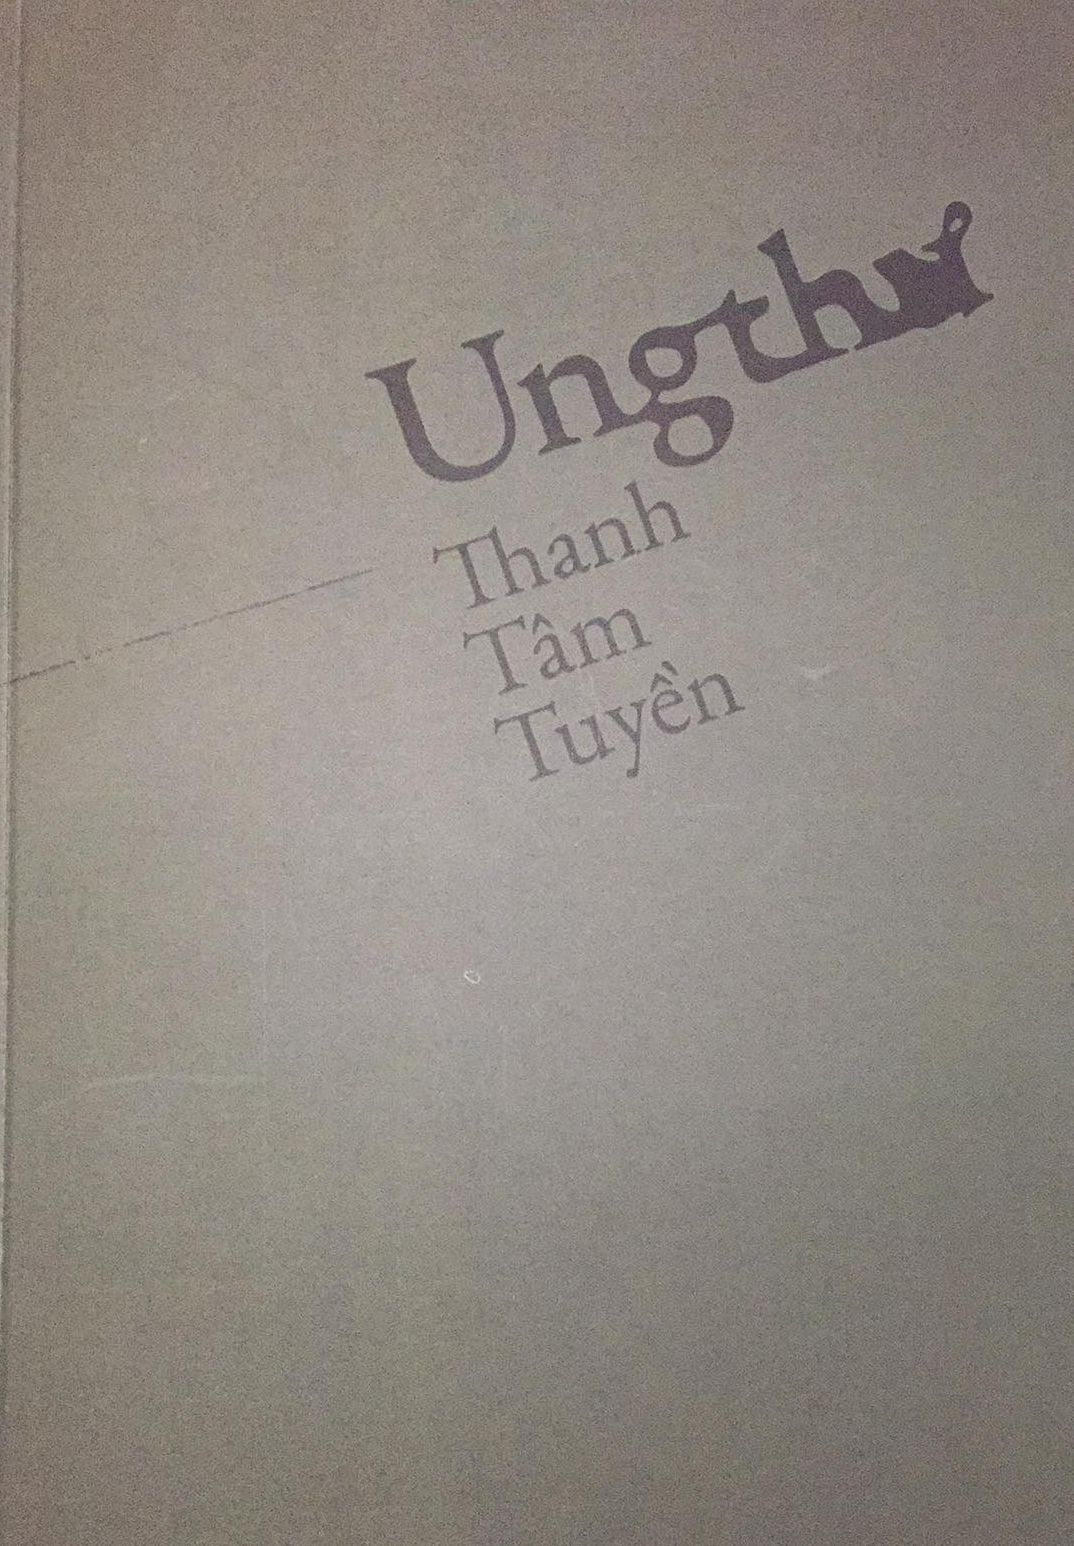 Ung thư
Thanh
Tâm
Tuyền